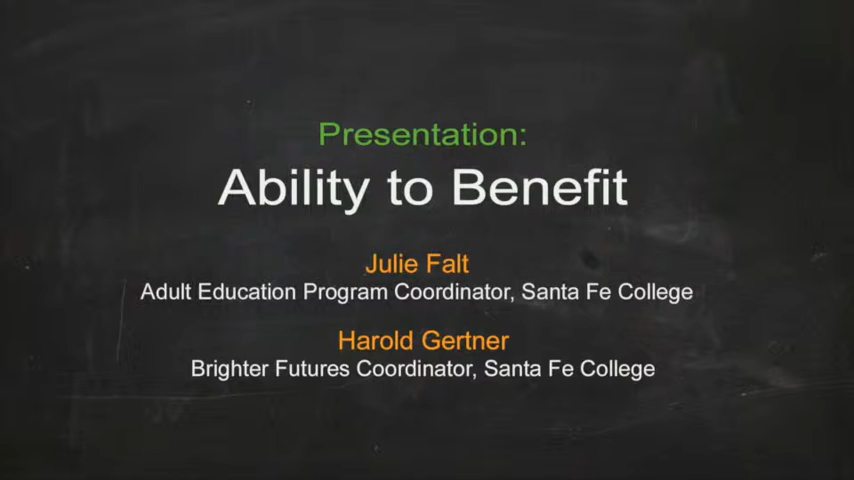 Presentation:
Ability to Benefit
Julie Falt
Adult Education Program Coordinator, Santa Fe College
Harold Gertner
Brighter Futures Coordinator, Santa Fe College